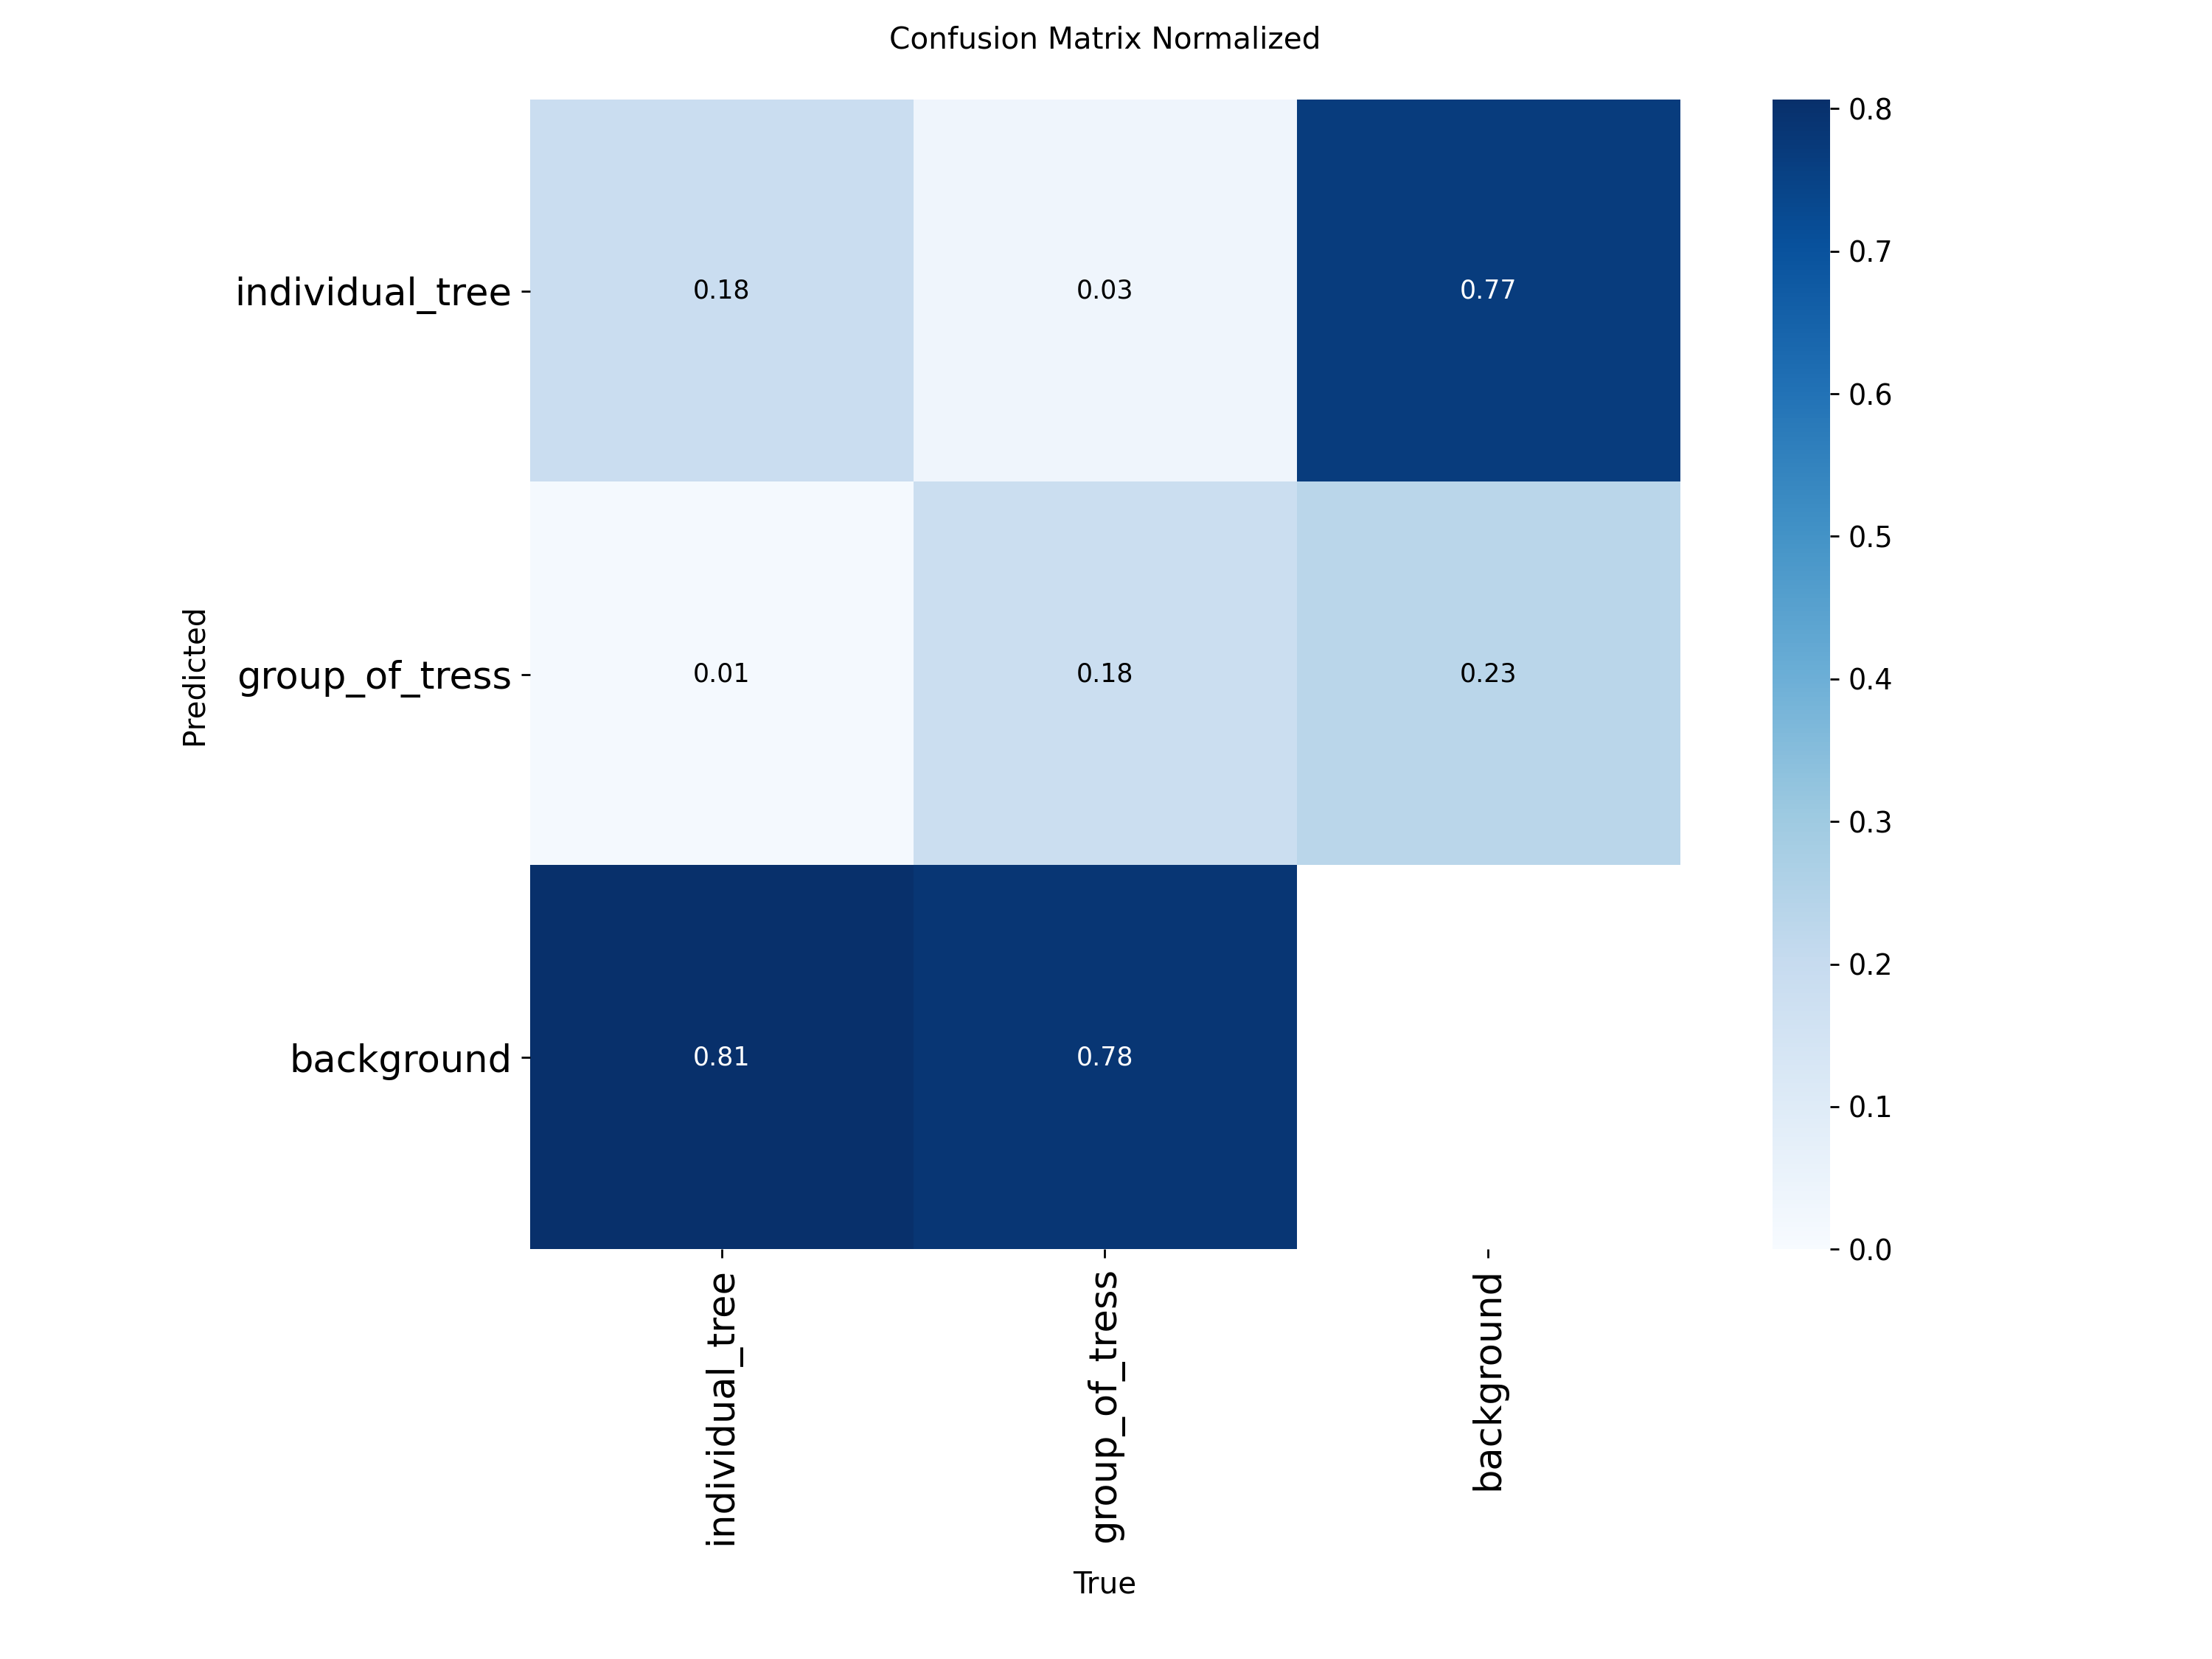 Confusion Matrix Normalized
individual_tree
0.18
0.03
0.77
group_of_tress
0.01
0.18
0.23
background
0.81
0.78
Predicted
individual_tree
group_of_tress
background
True
0.8
0.7
0.6
0.5
0.4
0.3
0.2
0.1
0.0